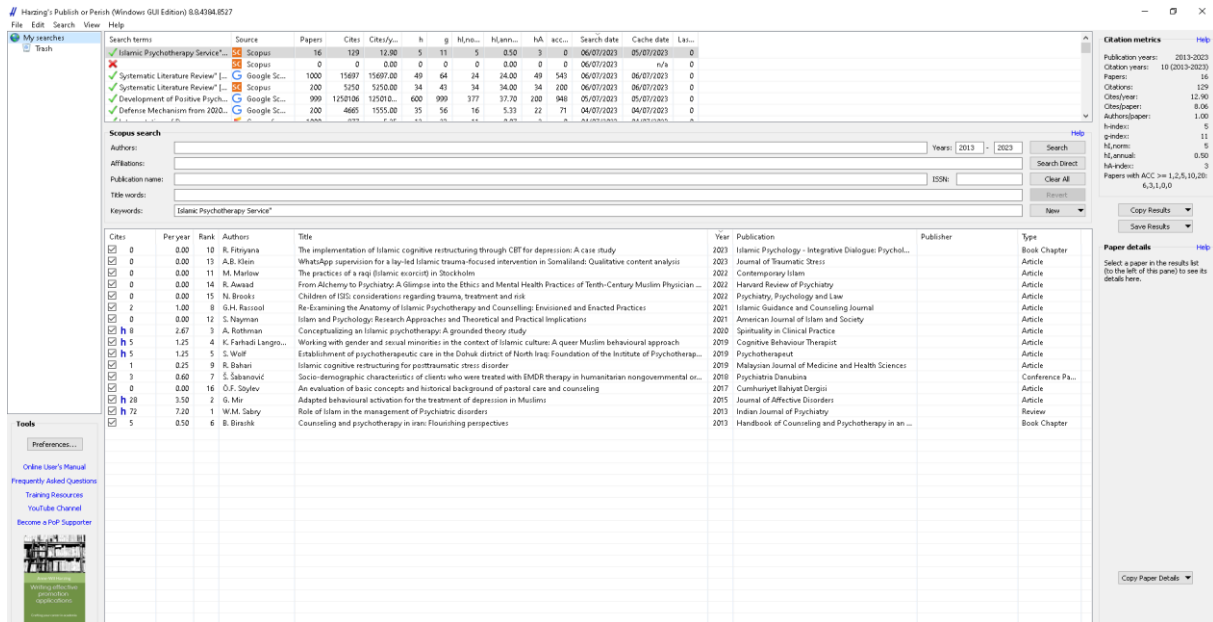 Harzing's Publish or Perish (Windows GUI Edition) 8.8.4384.8527
File Edit Search View Help
My searches
Trash
Search terms Source Papers Cites Cites/y... h g hI,no... hI,ann... hA acc... Search date Cache date Las...
Islamic Psychotherapy Service"... Scopus 16 129 12.90 5 11 5 0.50 3 0 06/07/2023 05/07/2023 0
Scopus 0 0 0.00 0 0 0 0.00 0 0 06/07/2023 n/a 0
Systematic Literature Review" [... Google Sc... 1000 15697 15697.00 49 64 24 24.00 49 543 06/07/2023 06/07/2023 0
Systematic Literature Review" [... Scopus 200 5250 5250.00 34 43 34 34.00 34 200 06/07/2023 06/07/2023 0
Development of Positive Psych... Google Sc... 999 1250106 125010... 600 999 377 37.70 200 948 05/07/2023 05/07/2023 0
Defense Mechanism from 2020... Google Sc... 200 4665 1555.00 35 56 16 5.33 22 71 04/07/2023 04/07/2023 0
Scopus search Help
Authors: Years: 2013 - 2023 Search
Affiliations: Search Direct
Publication name: ISSN: Clear All
Title words: Revert
Keywords: Islamic Psychotherapy Service" New
Cites Per year Rank Authors Title Year Publication Publisher Type
0 0.00 10 R. Fitriyana The implementation of Islamic cognitive restructuring through CBT for depression: A case study 2023 Islamic Psychology - Integrative Dialogue: Psychol... Book Chapter
0 0.00 13 A.B. Klein WhatsApp supervision for a lay-led Islamic trauma-focused intervention in Somaliland: Qualitative content analysis 2023 Journal of Traumatic Stress Article
0 0.00 11 M. Marlow The practices of a raqi (Islamic exorcist) in Stockholm 2022 Contemporary Islam Article
0 0.00 14 R. Awaad From Alchemy to Psychiatry: A Glimpse into the Ethics and Mental Health Practices of Tenth-Century Muslim Physician ... 2022 Harvard Review of Psychiatry Article
0 0.00 15 N. Brooks Children of ISIS: considerations regarding trauma, treatment and risk 2022 Psychiatry, Psychology and Law Article
2 1.00 8 G.H. Rassool Re-Examining the Anatomy of Islamic Psychotherapy and Counselling: Envisioned and Enacted Practices 2021 Islamic Guidance and Counseling Journal Article
0 0.00 12 S. Nayman Islam and Psychology: Research Approaches and Theoretical and Practical Implications 2021 American Journal of Islam and Society Article
h 8 2.67 3 A. Rothman Conceptualizing an Islamic psychotherapy: A grounded theory study 2020 Spirituality in Clinical Practice Article
h 5 1.25 4 K. Farhadi Langro... Working with gender and sexual minorities in the context of Islamic culture: a queer Muslim behavioural approach 2019 Cognitive Behaviour Therapist Article
h 5 1.25 5 S. Wolf Establishment of psychotherapeutic care in the Dohuk district of North Iraq: Foundation of the Institute of Psychotherap... 2019 Psychotherapeut Article
1 0.25 9 R. Bahari Islamic cognitive restructuring for posttraumatic stress disorder 2019 Malaysian Journal of Medicine and Health Sciences Article
3 0.60 7 Š. Šabanović Socio-demographic characteristics of clients who were treated with EMDR therapy in humanitarian nongovernmental or... 2018 Psychiatria Danubina Conference Pa...
0 0.00 16 Ö.F. Söylev An evaluation of basic concepts and historical background of pastoral care and counseling 2017 Cumhuriyet Ilahiyat Dergisi Article
h 28 3.50 2 G. Mir Adapted behavioural activation for the treatment of depression in Muslims 2015 Journal of Affective Disorders Article
h 72 7.20 1 W.M. Sabry Role of Islam in the management of Psychiatric disorders 2013 Indian Journal of Psychiatry Review
5 0.50 6 B. Birashk Counseling and psychotherapy in iran: Flourishing perspectives 2013 Handbook of Counseling and Psychotherapy in an ... Book Chapter
Tools
Preferences...
Online User's Manual
Frequently Asked Questions
Training Resources
YouTube Channel
Become a PoP Supporter
Writing effective
promotion
applications
Citation metrics Help
Publication years: 2013-2023
Citation years: 10 (2013-2023)
Papers: 16
Citations: 129
Cites/year: 12.90
Cites/paper: 8.06
Authors/paper: 1.00
h-index: 5
g-index: 11
hI,norm: 5
hI,annual: 0.50
hA-index: 3
Papers with ACC >= 1,2,5,10,20:
6,3,1,0,0
Copy Results
Save Results
Paper details Help
Select a paper in the results list
(to the left of this pane) to see its
details here.
Copy Paper Details